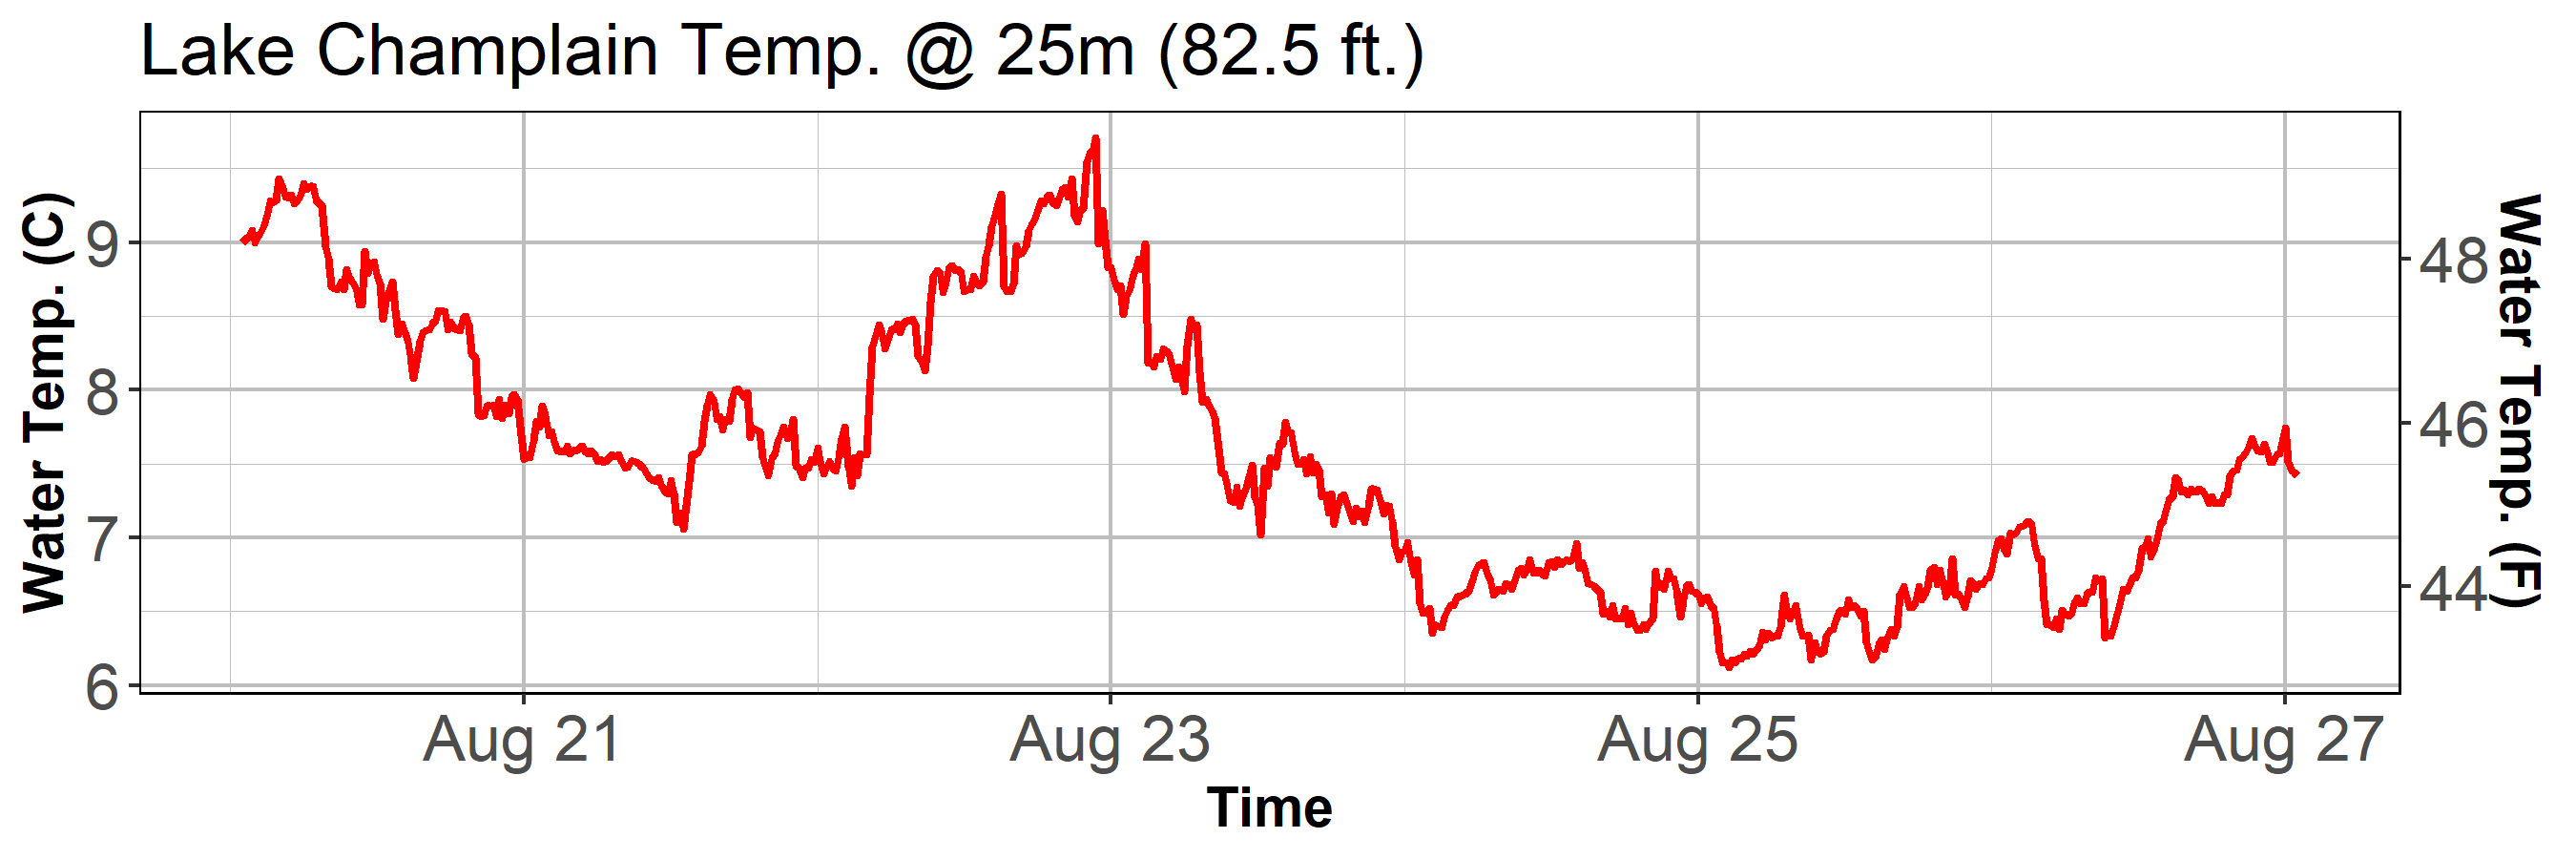 Lake Champlain Temp. @ 25m (82.5 ft.)
Water Temp. (C)
9
8
7
6
48
46
44
Water Temp. (F)
Aug 21
Aug 23
Aug 25
Aug 27
Time